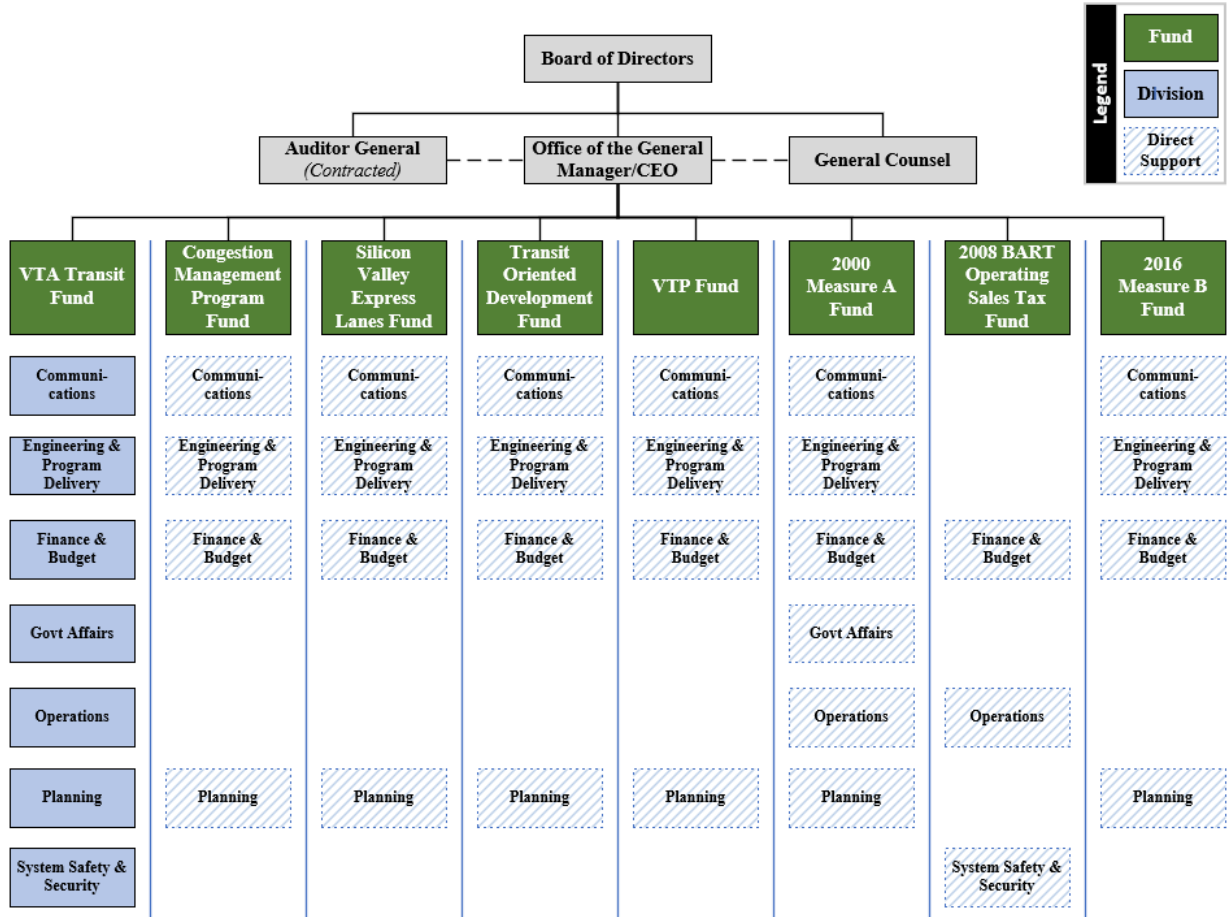 Legend
Fund
Division
Direct
Support
Board of Directors
Auditor General
(Contracted)
Office of the General
Manager/CEO
General Counsel
VTA Transit
Fund
Congestion
Management
Program
Fund
Silicon
Valley
Express
Lanes Fund
Transit
Oriented
Development
Fund
VTP Fund
2000
Measure A
Fund
2008 BART
Operating
Sales Tax
Fund
2016
Measure B
Fund
Communi-
cations
Communi-
cations
Communi-
cations
Communi-
cations
Communi-
cations
Communi-
cations
Communi-
cations
Engineering &
Program
Delivery
Engineering &
Program
Delivery
Engineering &
Program
Delivery
Engineering &
Program
Delivery
Engineering &
Program
Delivery
Engineering &
Program
Delivery
Engineering &
Program
Delivery
Finance &
Budget
Finance &
Budget
Finance &
Budget
Finance &
Budget
Finance &
Budget
Finance &
Budget
Finance &
Budget
Finance &
Budget
Govt Affairs
Govt Affairs
Operations
Operations
Operations
Planning
Planning
Planning
Planning
Planning
Planning
Planning
System Safety &
Security
System Safety &
Security